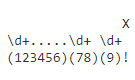 x
\d+.....\d+ \d+
(123456)(78)(9)!